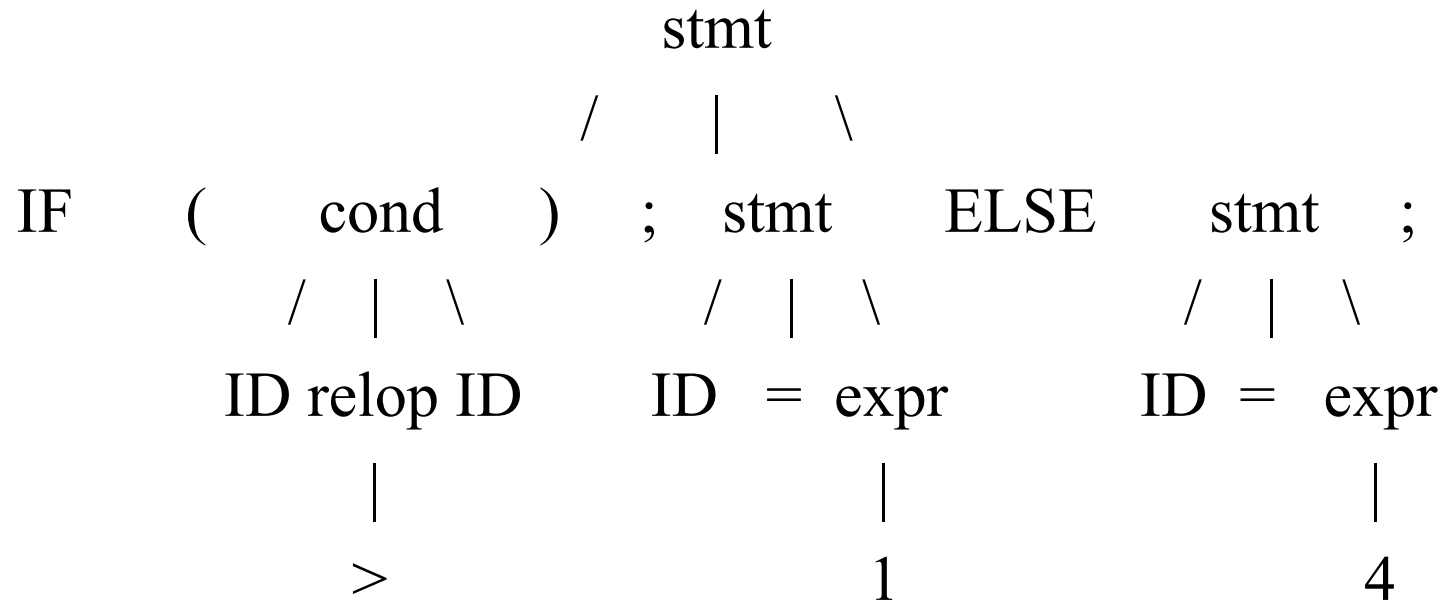 stmt
/ | \
IF ( cond ) ; stmt ELSE stmt ;
/ | \ / | \ / | \
ID relop ID ID = expr ID = expr
| | |
> 1 4